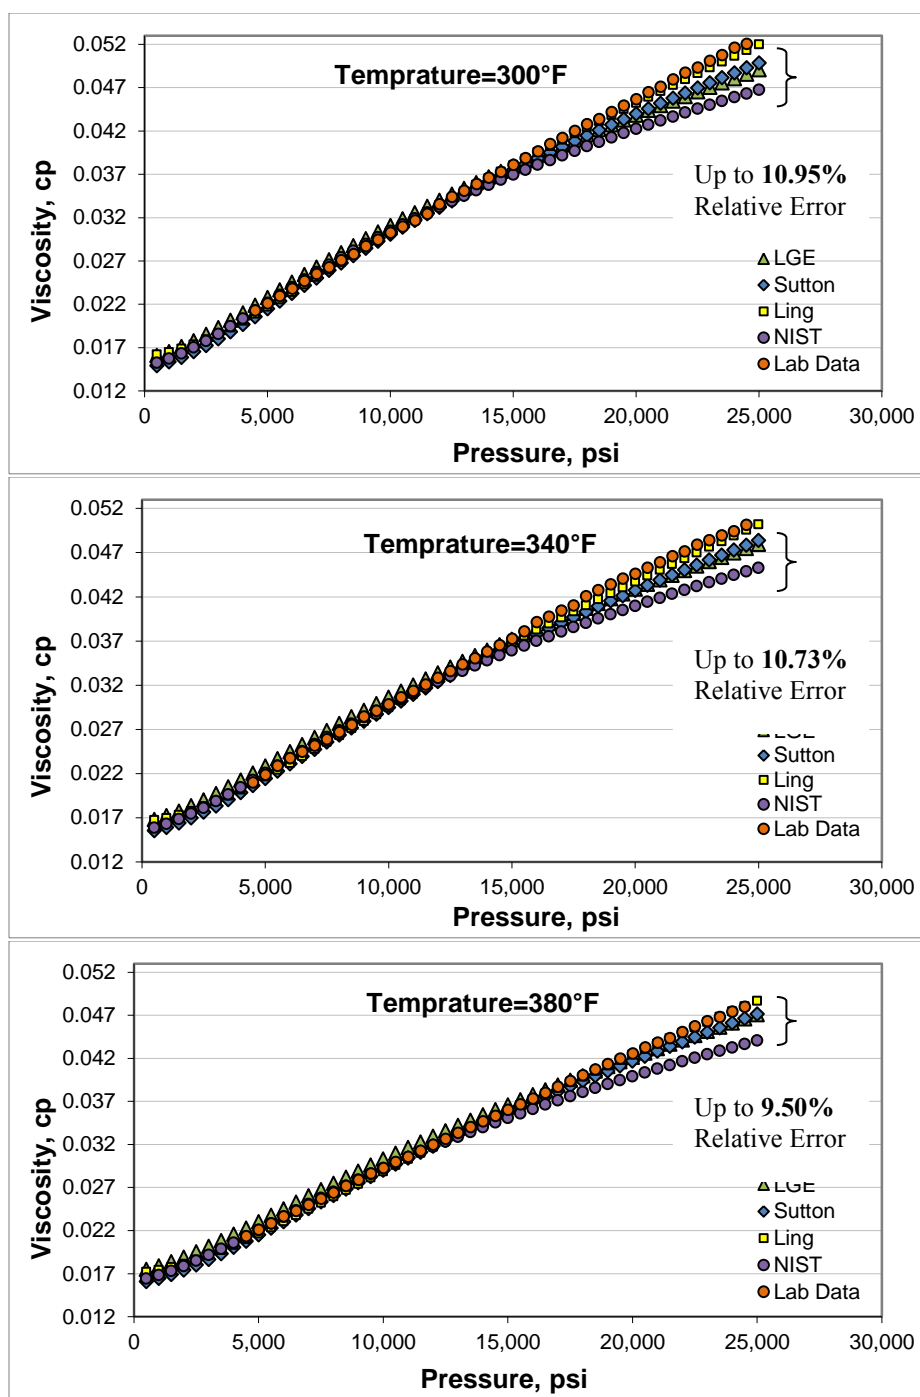 Temprature=300°F
Viscosity, cp
0.052
0.047
0.042
0.037
0.032
0.027
0.022
0.017
0.012
Up to 10.95%
Relative Error
LGE
Sutton
Ling
NIST
Lab Data
0 5,000 10,000 15,000 20,000 25,000 30,000
Pressure, psi
Temprature=340°F
Viscosity, cp
0.052
0.047
0.042
0.037
0.032
0.027
0.022
0.017
0.012
Up to 10.73%
Relative Error
LGE
Sutton
Ling
NIST
Lab Data
0 5,000 10,000 15,000 20,000 25,000 30,000
Pressure, psi
Temprature=380°F
Viscosity, cp
0.052
0.047
0.042
0.037
0.032
0.027
0.022
0.017
0.012
Up to 9.50%
Relative Error
LGE
Sutton
Ling
NIST
Lab Data
0 5,000 10,000 15,000 20,000 25,000 30,000
Pressure, psi